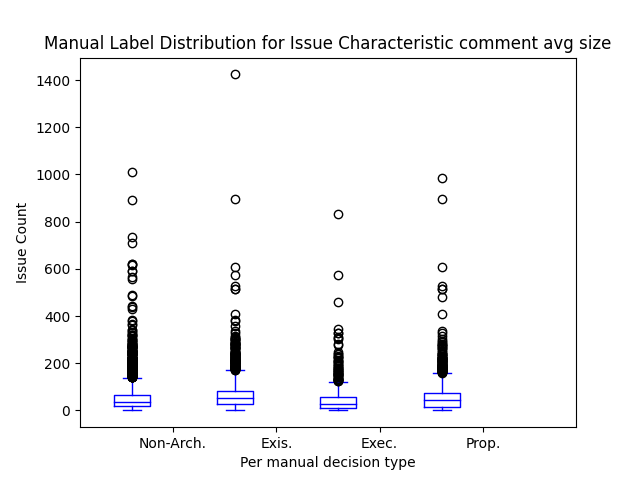 Manual Label Distribution for Issue Characteristic comment avg size
1400
1200
1000
800
600
400
200
0
Issue Count
Non-Arch.
Exis.
Exec.
Prop.
Per manual decision type